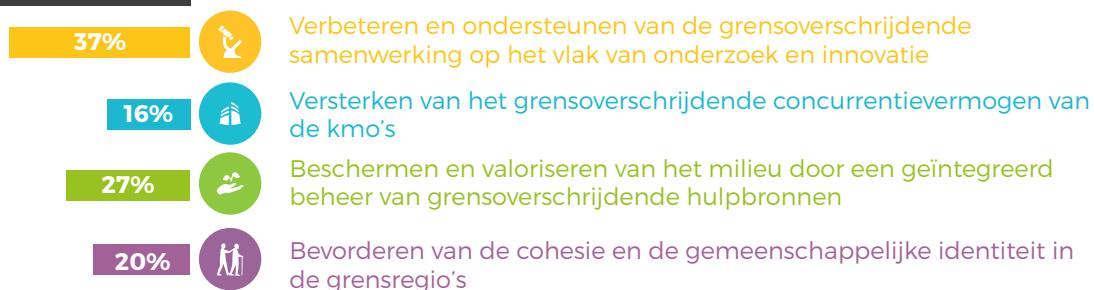 37%
Verbeteren en ondersteunen van de grensoverschrijdende
samenwerking op het vlak van onderzoek en innovatie
16%
Versterken van het grensoverschrijdende concurrentievermogen van
de kmo's
27%
Beschermen en valoriseren van het milieu door een geïntegreerd
beheer van grensoverschrijdende hulpbronnen
20%
Bevorderen van de cohesie en de gemeenschappelijke identiteit in
de grensregio's